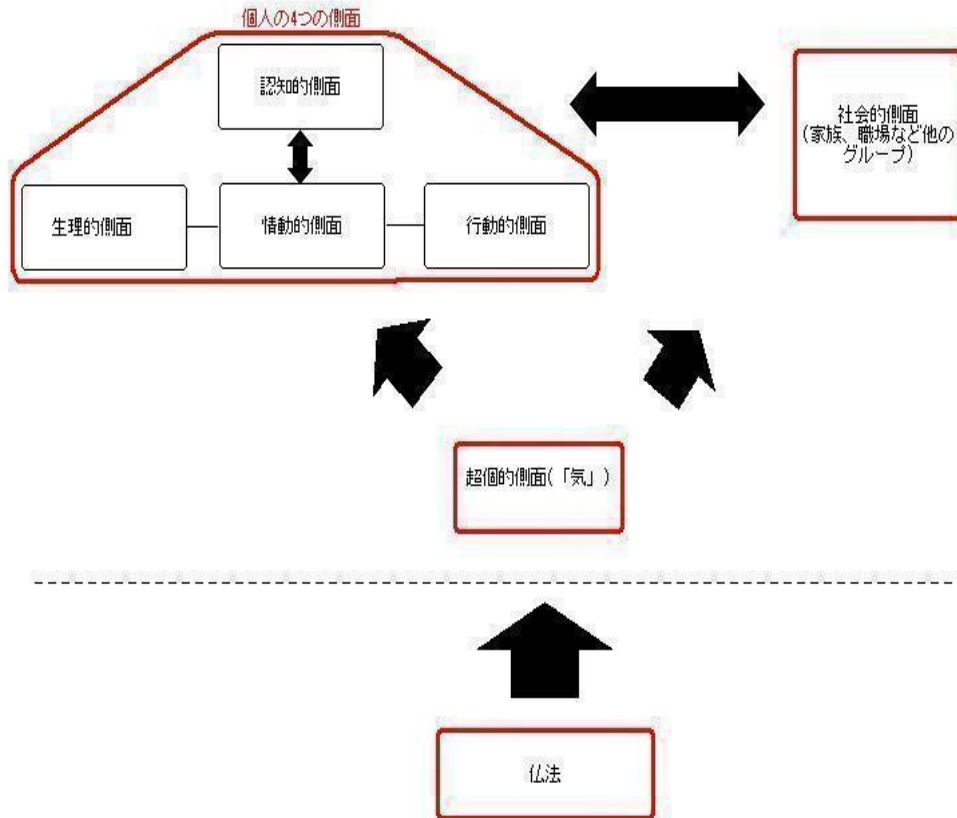 個人の4つの側面
認知的側面
社会的側面
（家族、職場など他の
グループ）
生理的側面
情動的側面
行動的側面
超個的側面(「気」)
仏法